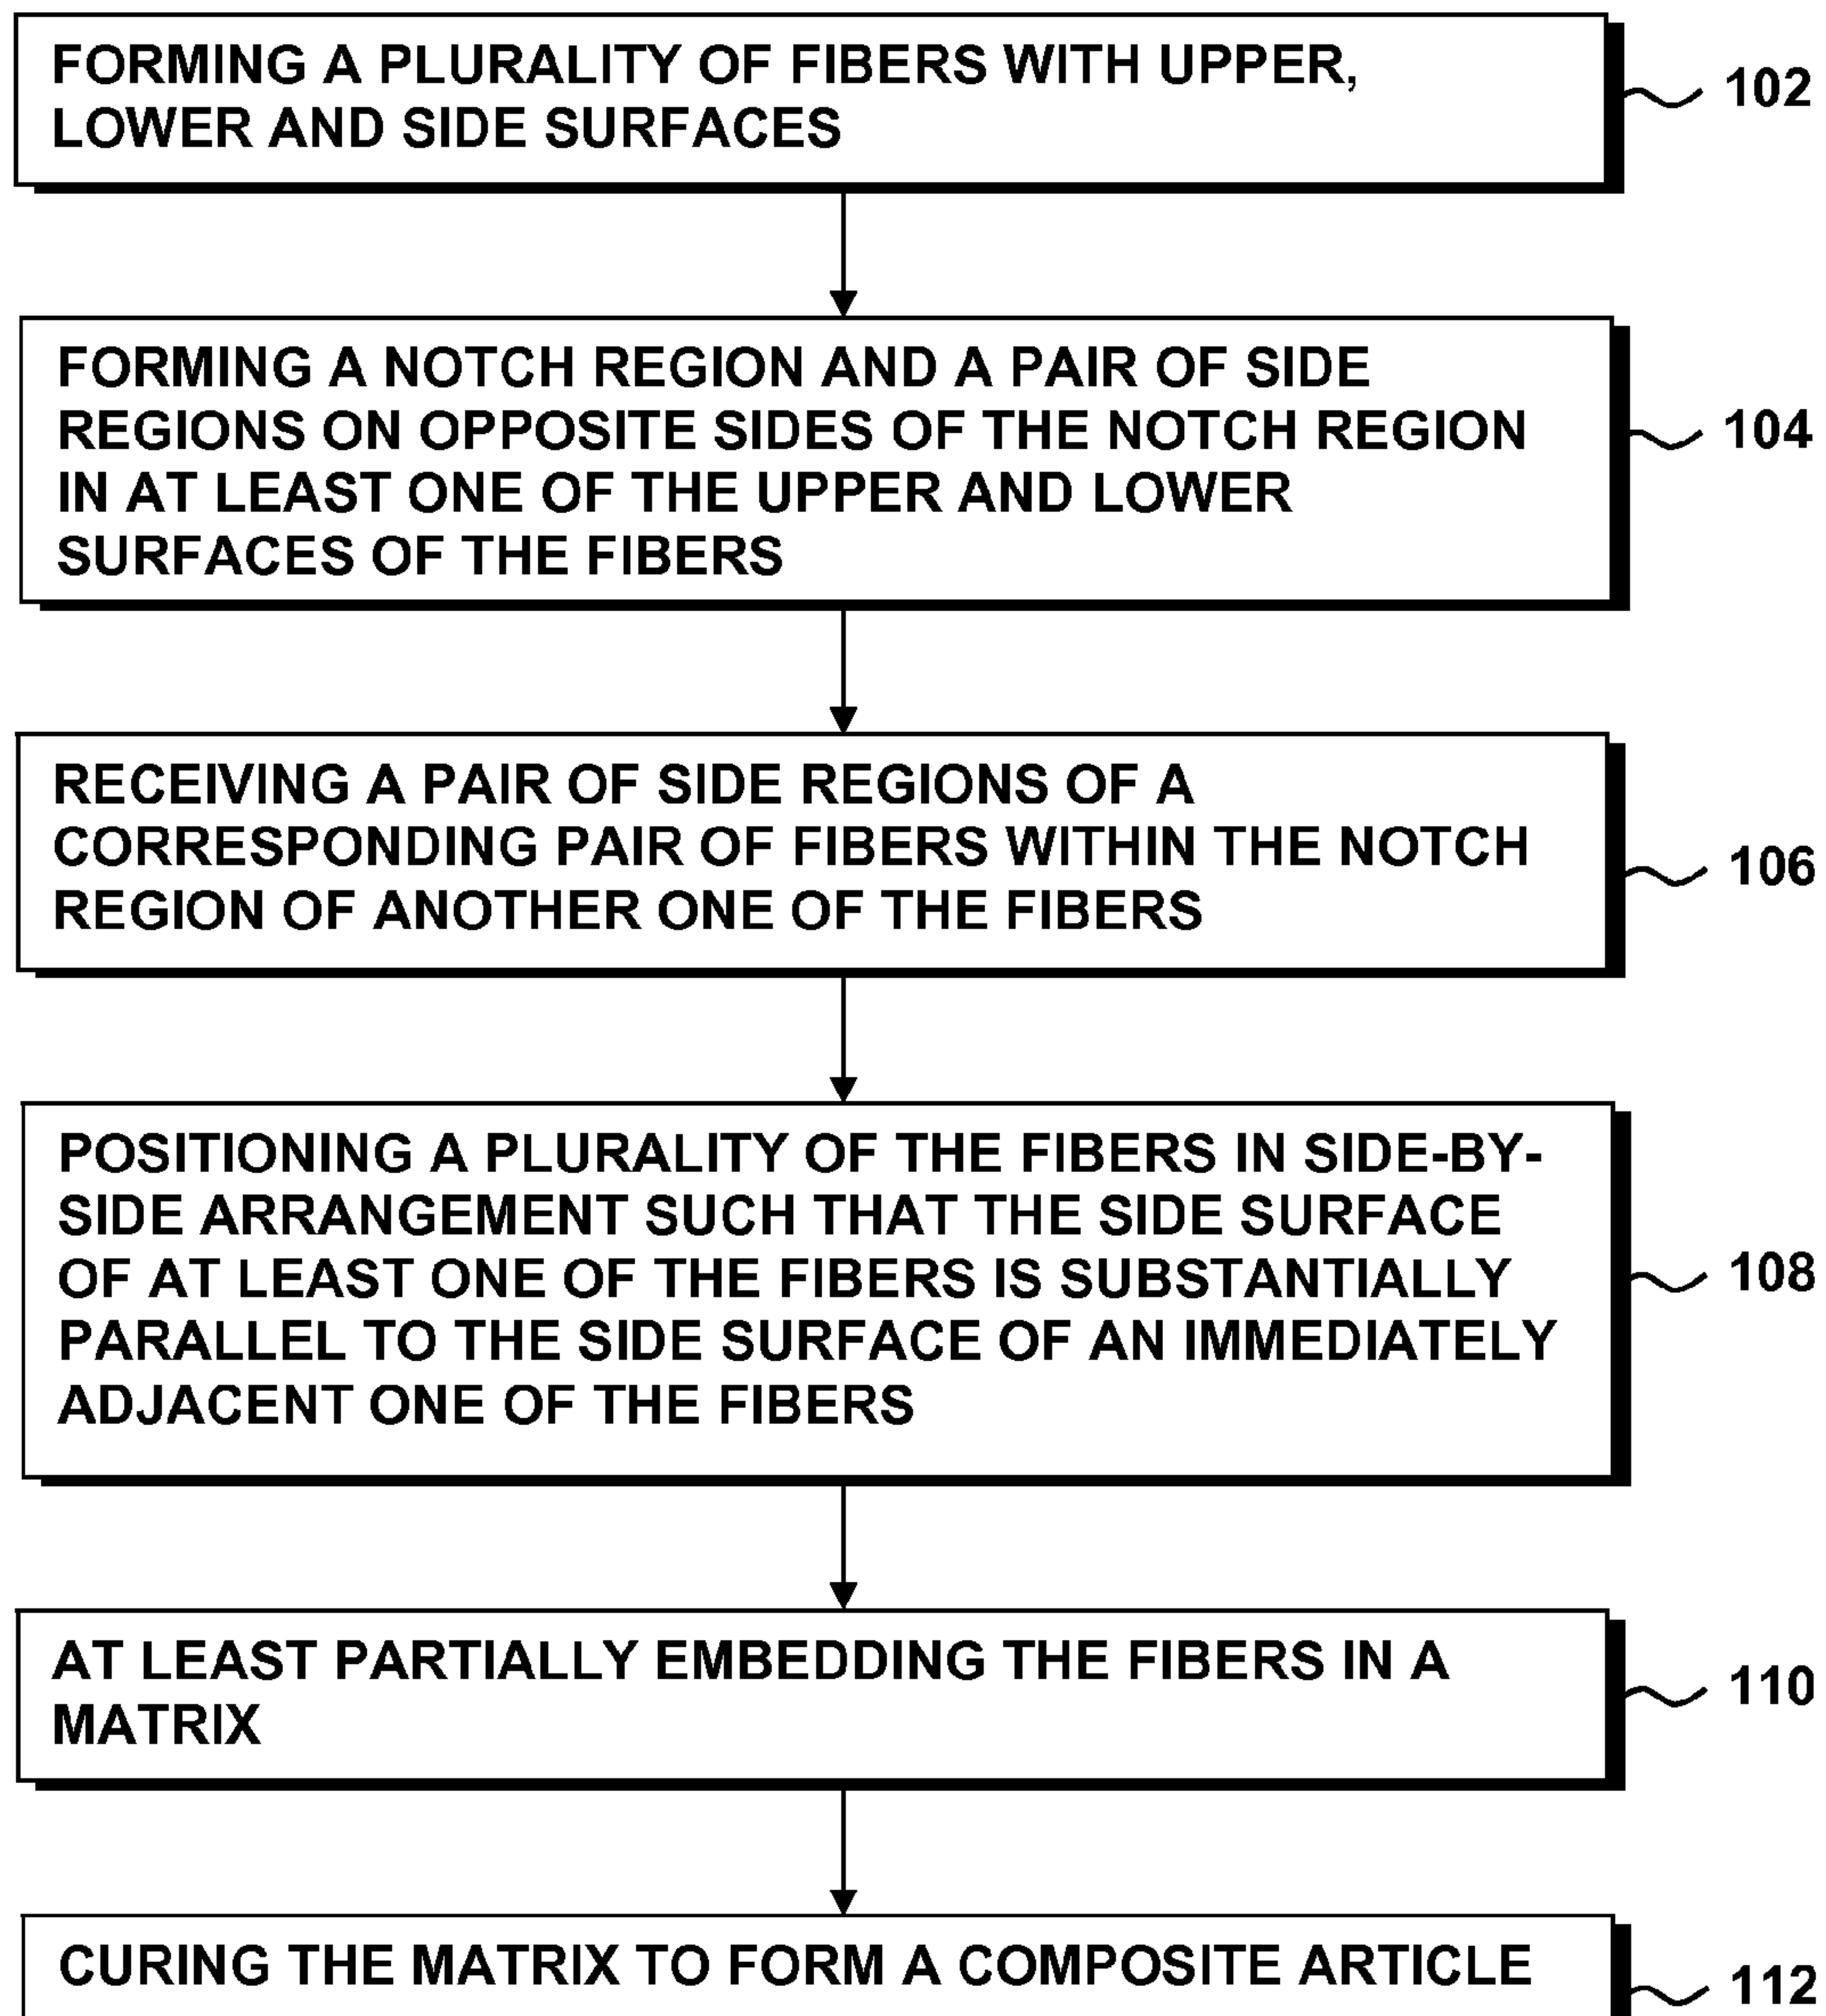 FORMING A PLURALITY OF FIBERS WITH UPPER,
LOWER AND SIDE SURFACES
102
FORMING A NOTCH REGION AND A PAIR OF SIDE
REGIONS ON OPPOSITE SIDES OF THE NOTCH REGION
IN AT LEAST ONE OF THE UPPER AND LOWER
SURFACES OF THE FIBERS
104
RECEIVING A PAIR OF SIDE REGIONS OF A
CORRESPONDING PAIR OF FIBERS WITHIN THE NOTCH
REGION OF ANOTHER ONE OF THE FIBERS
106
POSITIONING A PLURALITY OF THE FIBERS IN SIDE-BY-
SIDE ARRANGEMENT SUCH THAT THE SIDE SURFACE
OF AT LEAST ONE OF THE FIBERS IS SUBSTANTIALLY
PARALLEL TO THE SIDE SURFACE OF AN IMMEDIATELY
ADJACENT ONE OF THE FIBERS
108
AT LEAST PARTIALLY EMBEDDING THE FIBERS IN A
MATRIX
110
CURING THE MATRIX TO FORM A COMPOSITE ARTICLE
112